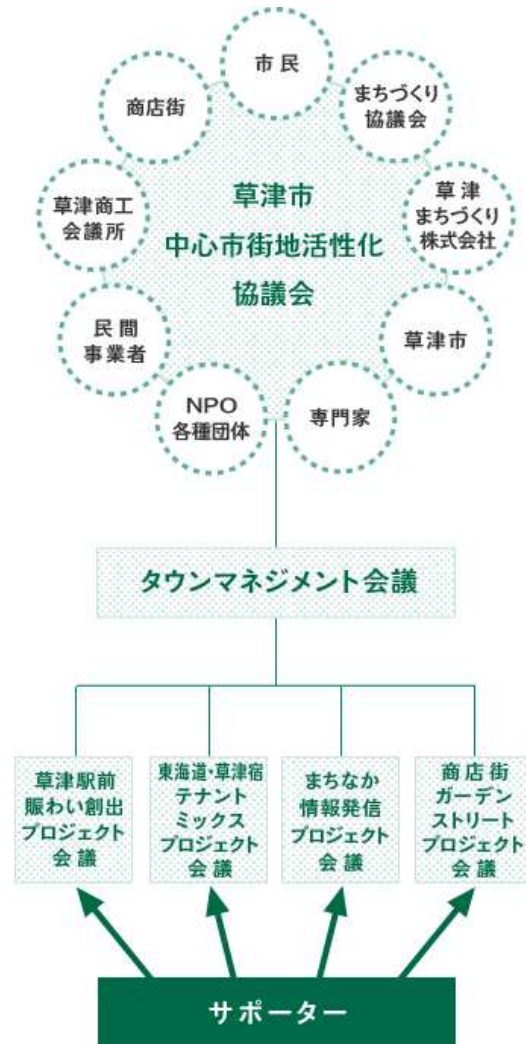 市民
まちづくり
協議会
草津
まちづくり
株式会社
草津市
専門家
NPO
各種団体
民間
事業者
草津商工
会議所
商店街
草津市
中心市街地活性化
協議会
タウンマネジメント会議
草津駅前
賑わい創出
プロジェクト
会議
東海道・草津宿
テナント
ミックス
プロジェクト
会議
まちなか
情報発信
プロジェクト
会議
商店街
ガーデン
ストリート
プロジェクト
会議
サポーター